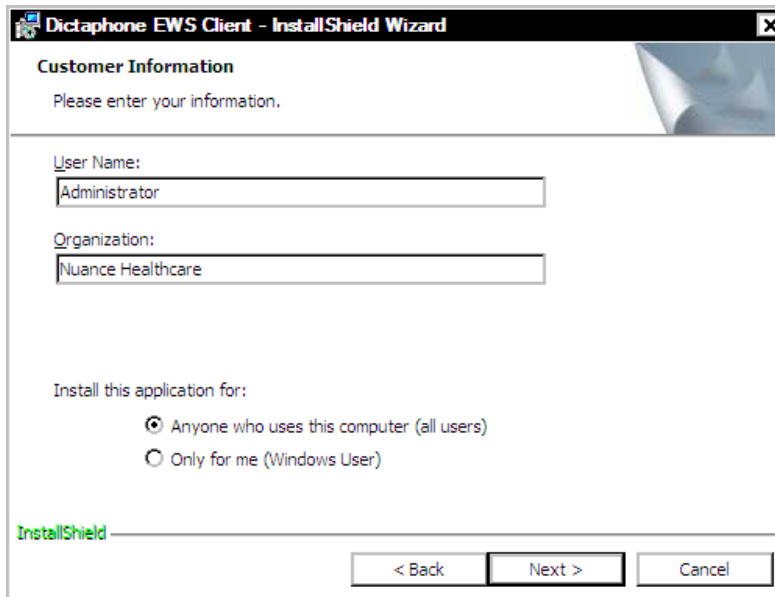 Dictaphone EWS Client - InstallShield Wizard
Customer Information
Please enter your information.
User Name:
Administrator
Organization:
Nuance Healthcare
Install this application for:
Anyone who uses this computer (all users)
Only for me (Windows User)
InstallShield
< Back Next > Cancel